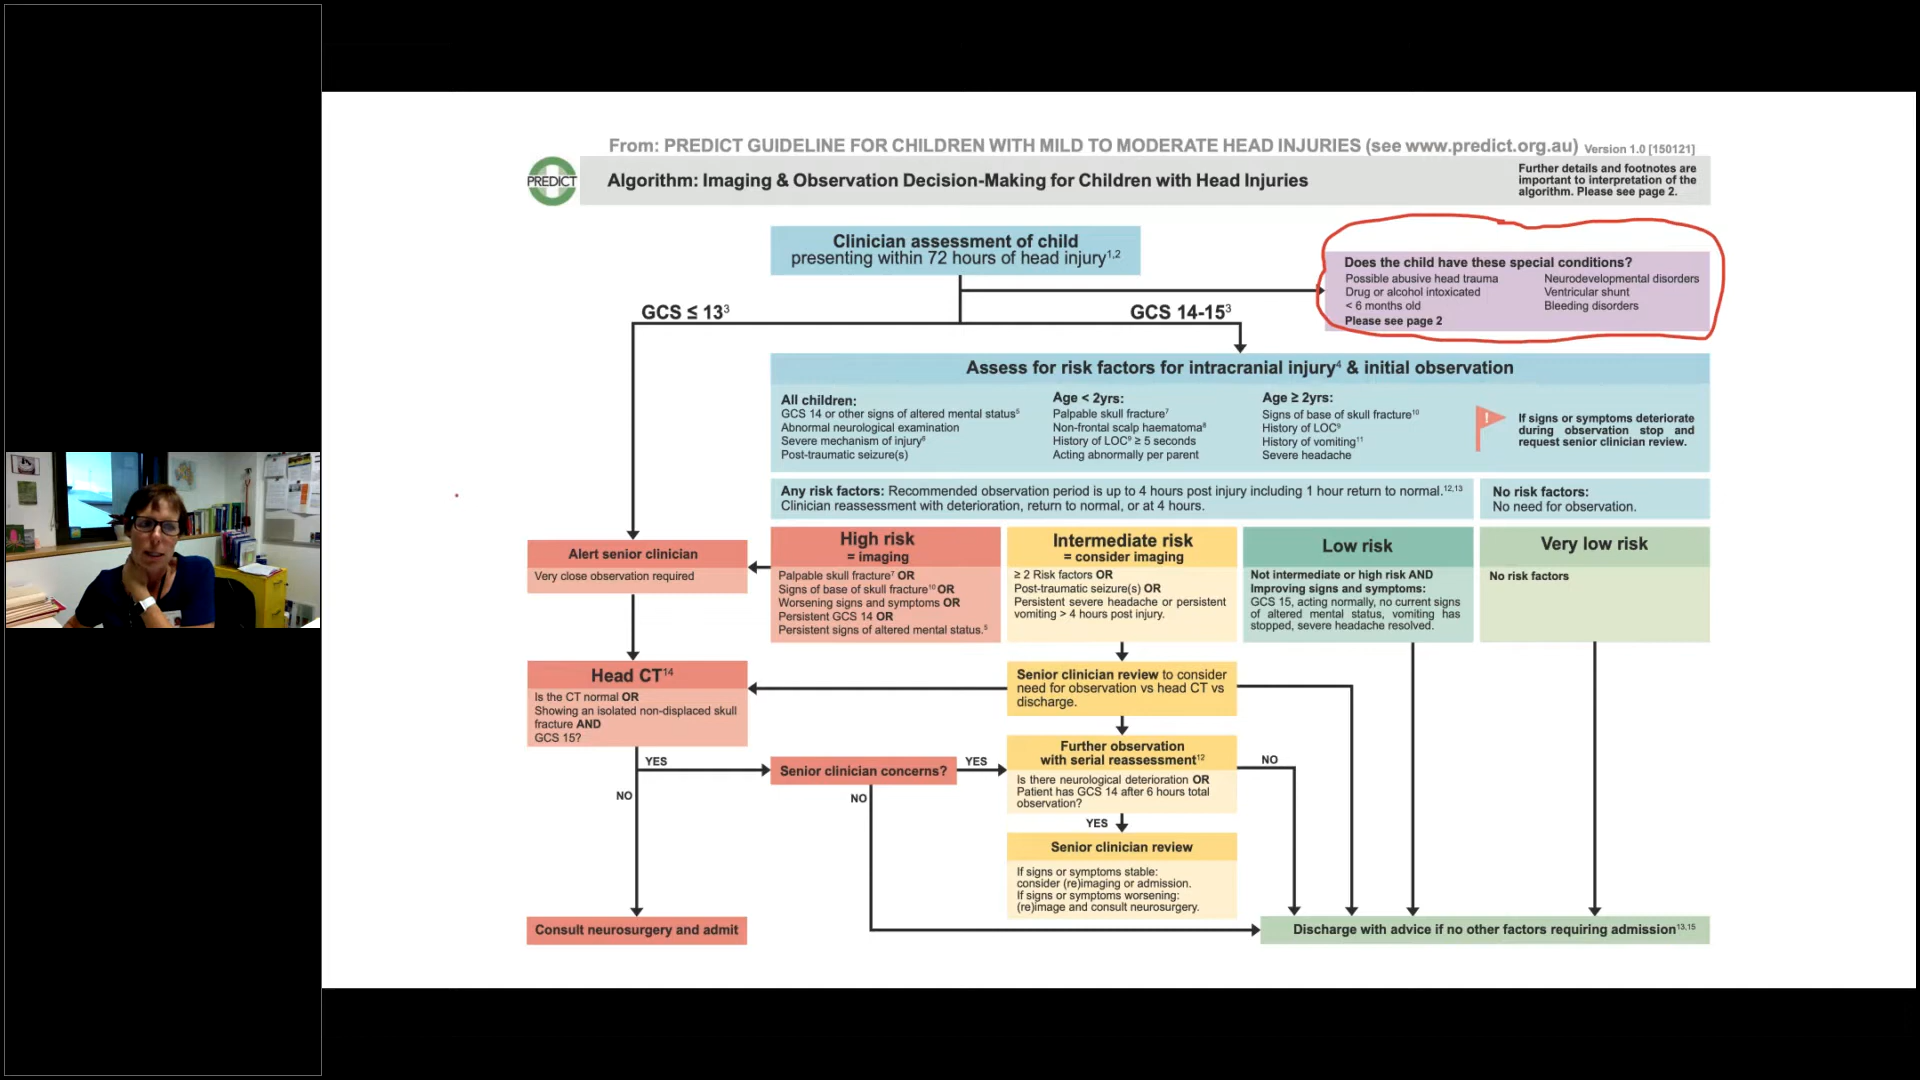 From: PREDICT GUIDELINE FOR CHILDREN WITH MILD TO MODERATE HEAD INJURIES (see www.predict.org.au) Version 1.0 [150121]
PREDICT
Algorithm: Imaging & Observation Decision-Making for Children with Head Injuries
Further details and footnotes are
important to interpretation of the
algorithm. Please see page 2.
Clinician assessment of child
presenting within 72 hours of head injury1,2
Does the child have these special conditions?
Possible abusive head trauma
Drug or alcohol intoxicated
< 6 months old
Neurodevelopmental disorders
Ventricular shunt
Bleeding disorders
Please see page 2
GCS ≤ 13³
GCS 14-15³
Assess for risk factors for intracranial injury⁴ & initial observation
All children:
GCS 14 or other signs of altered mental status⁵
Abnormal neurological examination
Severe mechanism of injury⁶
Post-traumatic seizure(s)
Age < 2yrs:
Palpable skull fracture⁷
Non-frontal scalp haematoma⁸
History of LOC⁹ ≥ 5 seconds
Acting abnormally per parent
Age ≥ 2yrs:
Signs of base of skull fracture¹⁰
History of LOC⁹
History of vomiting¹¹
Severe headache
!
If signs or symptoms deteriorate
during observation stop and
request senior clinician review.
Any risk factors: Recommended observation period is up to 4 hours post injury including 1 hour return to normal.12,13
Clinician reassessment with deterioration, return to normal, or at 4 hours.
No risk factors:
No need for observation.
Alert senior clinician
Very close observation required
High risk
= imaging
Palpable skull fracture⁷ OR
Signs of base of skull fracture¹⁰ OR
Worsening signs and symptoms OR
Persistent GCS 14 OR
Persistent signs of altered mental status.⁵
Intermediate risk
= consider imaging
≥ 2 Risk factors OR
Post-traumatic seizure(s) OR
Persistent severe headache or persistent
vomiting > 4 hours post injury.
Low risk
Not intermediate or high risk AND
Improving signs and symptoms:
GCS 15, acting normally, no current signs
of altered mental status, vomiting has
stopped, severe headache resolved.
Very low risk
No risk factors
Head CT¹⁴
Is the CT normal OR
Showing an isolated non-displaced skull
fracture AND
GCS 15?
Senior clinician review to consider
need for observation vs head CT vs
discharge.
YES
NO
Senior clinician concerns?
YES
NO
Further observation
with serial reassessment¹²
Is there neurological deterioration OR
Patient has GCS 14 after 6 hours total
observation?
NO
YES
Senior clinician review
If signs or symptoms stable:
consider (re)imaging or admission.
If signs or symptoms worsening:
(re)image and consult neurosurgery.
Consult neurosurgery and admit
Discharge with advice if no other factors requiring admission13,15